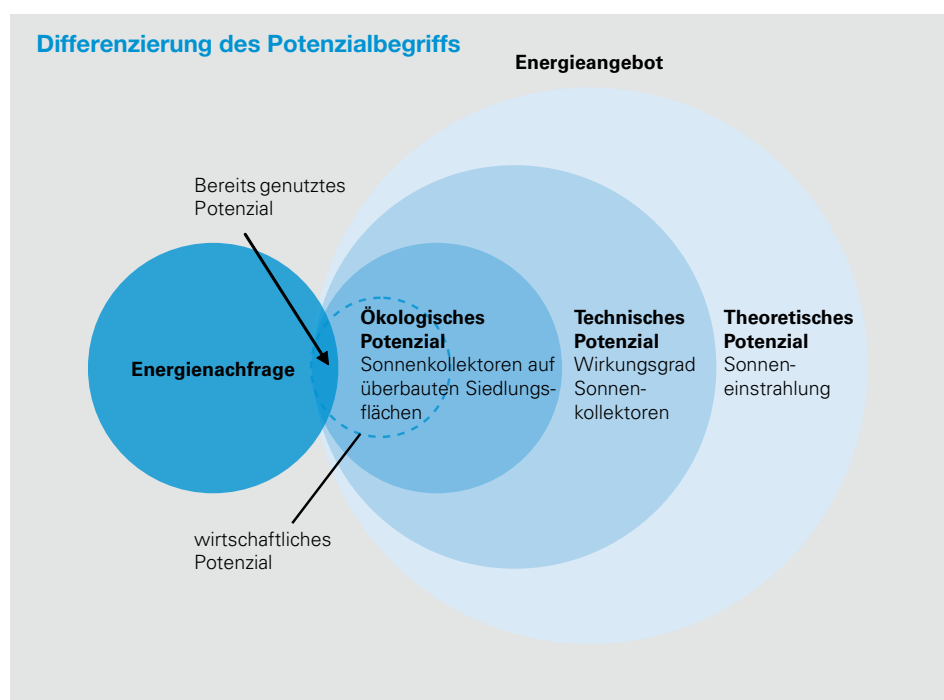 Differenzierung des Potenzialbegriffs
Energieangebot
Bereits genutztes
Potenzial
Energienachfrage
Ökologisches
Potenzial
Sonnenkollektoren auf
überbauten Siedlungs-
flächen
Technisches
Potenzial
Wirkungsgrad
Sonnen-
kollektoren
Theoretisches
Potenzial
Sonnen-
einstrahlung
wirtschaftliches
Potenzial